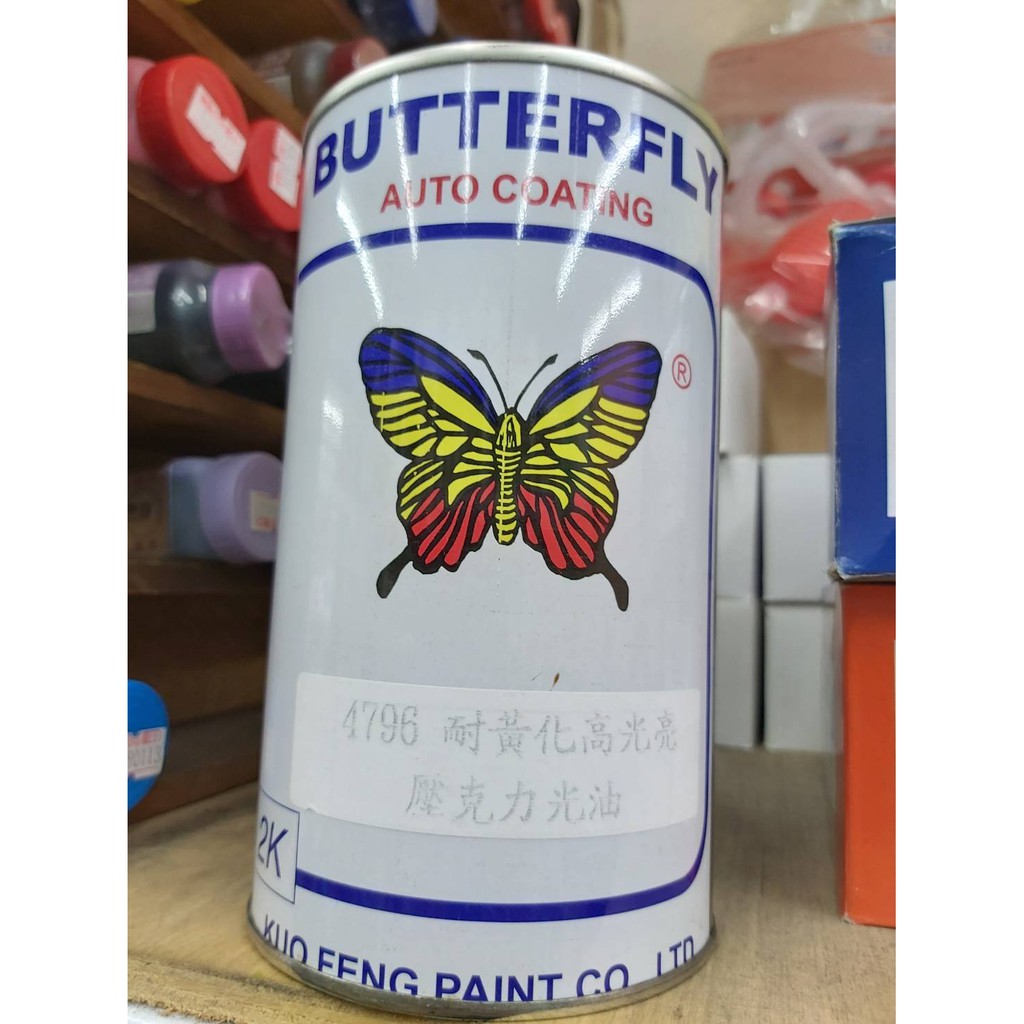 BUTTERFLY
AUTO COATING
®
4796 耐黃化高光亮
壓克力光油
2K
KUO FENG PAINT CO., LTD